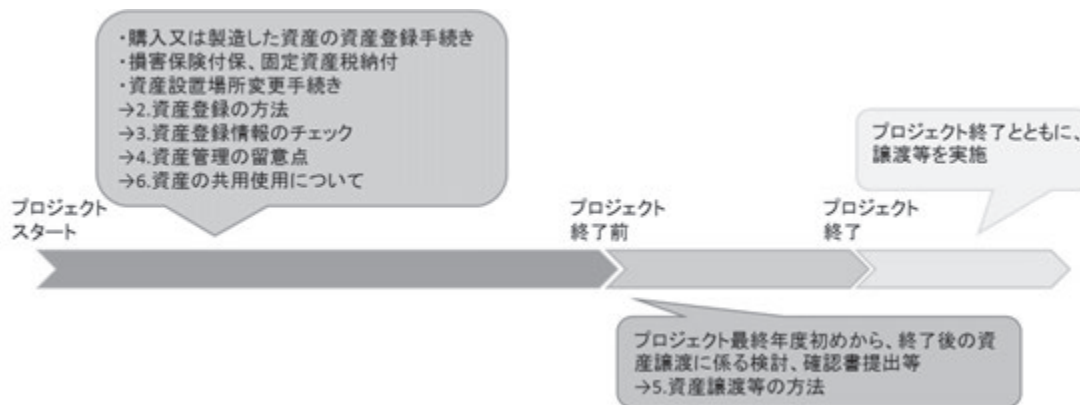 ・購入又は製造した資産の資産登録手続き
・損害保険付保、固定資産税納付
・資産設置場所変更手続き
→2.資産登録の方法
→3.資産登録情報のチェック
→4.資産管理の留意点
→6.資産の共用使用について
プロジェクト終了とともに、
譲渡等を実施
プロジェクト
スタート
プロジェクト
終了前
プロジェクト
終了
プロジェクト最終年度初めから、終了後の資
産譲渡に係る検討、確認書提出等
→5.資産譲渡等の方法